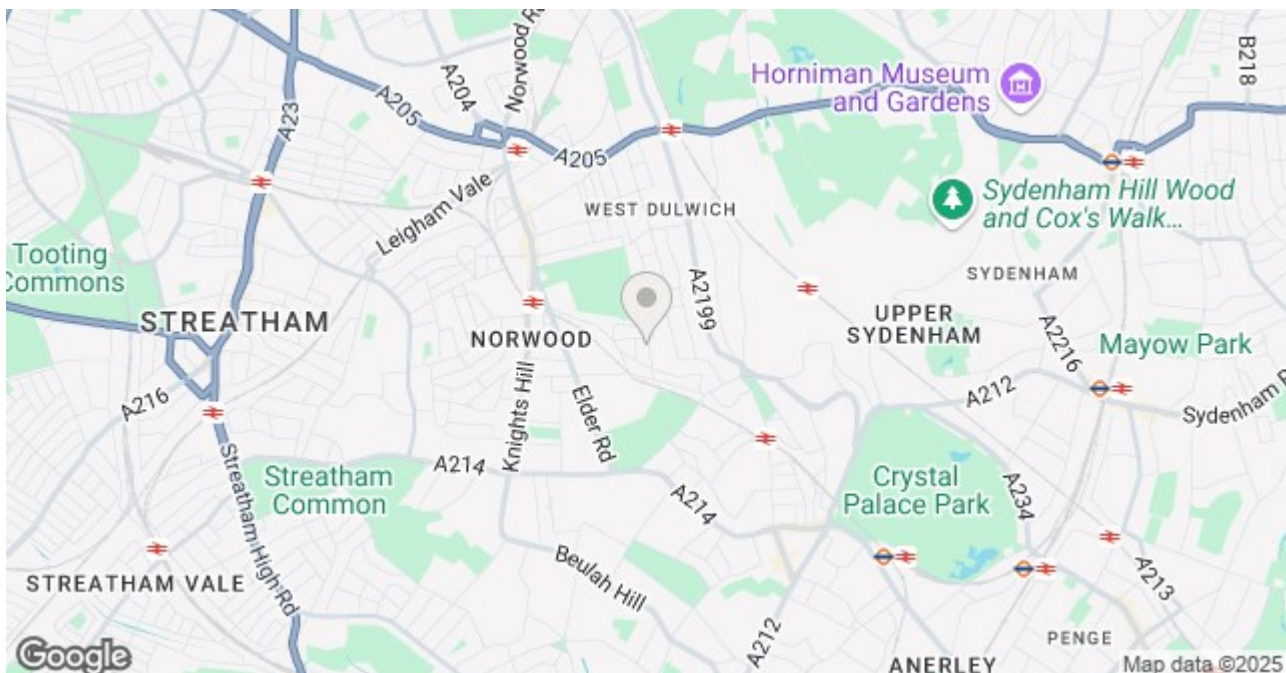 Norwood Rd
A204
A205
A23
B218
Horniman Museum
and Gardens
A205
Leigham Vale
WEST DULWICH
Sydenham Hill Wood
and Cox's Walk...
Tooting
Commons
SYDENHAM
A2199
STREATHAM
NORWOOD
UPPER
SYDENHAM
A2216
Mayow Park
A216
Knights Hill
Elder Rd
A212
Sydenham
Streatham
Common
A214
Streatham High Rd
A214
Crystal
Palace Park
A234
STREATHAM VALE
Beulah Hill
A213
A212
PENGE
ANERLEY
Google
Map data ©2025